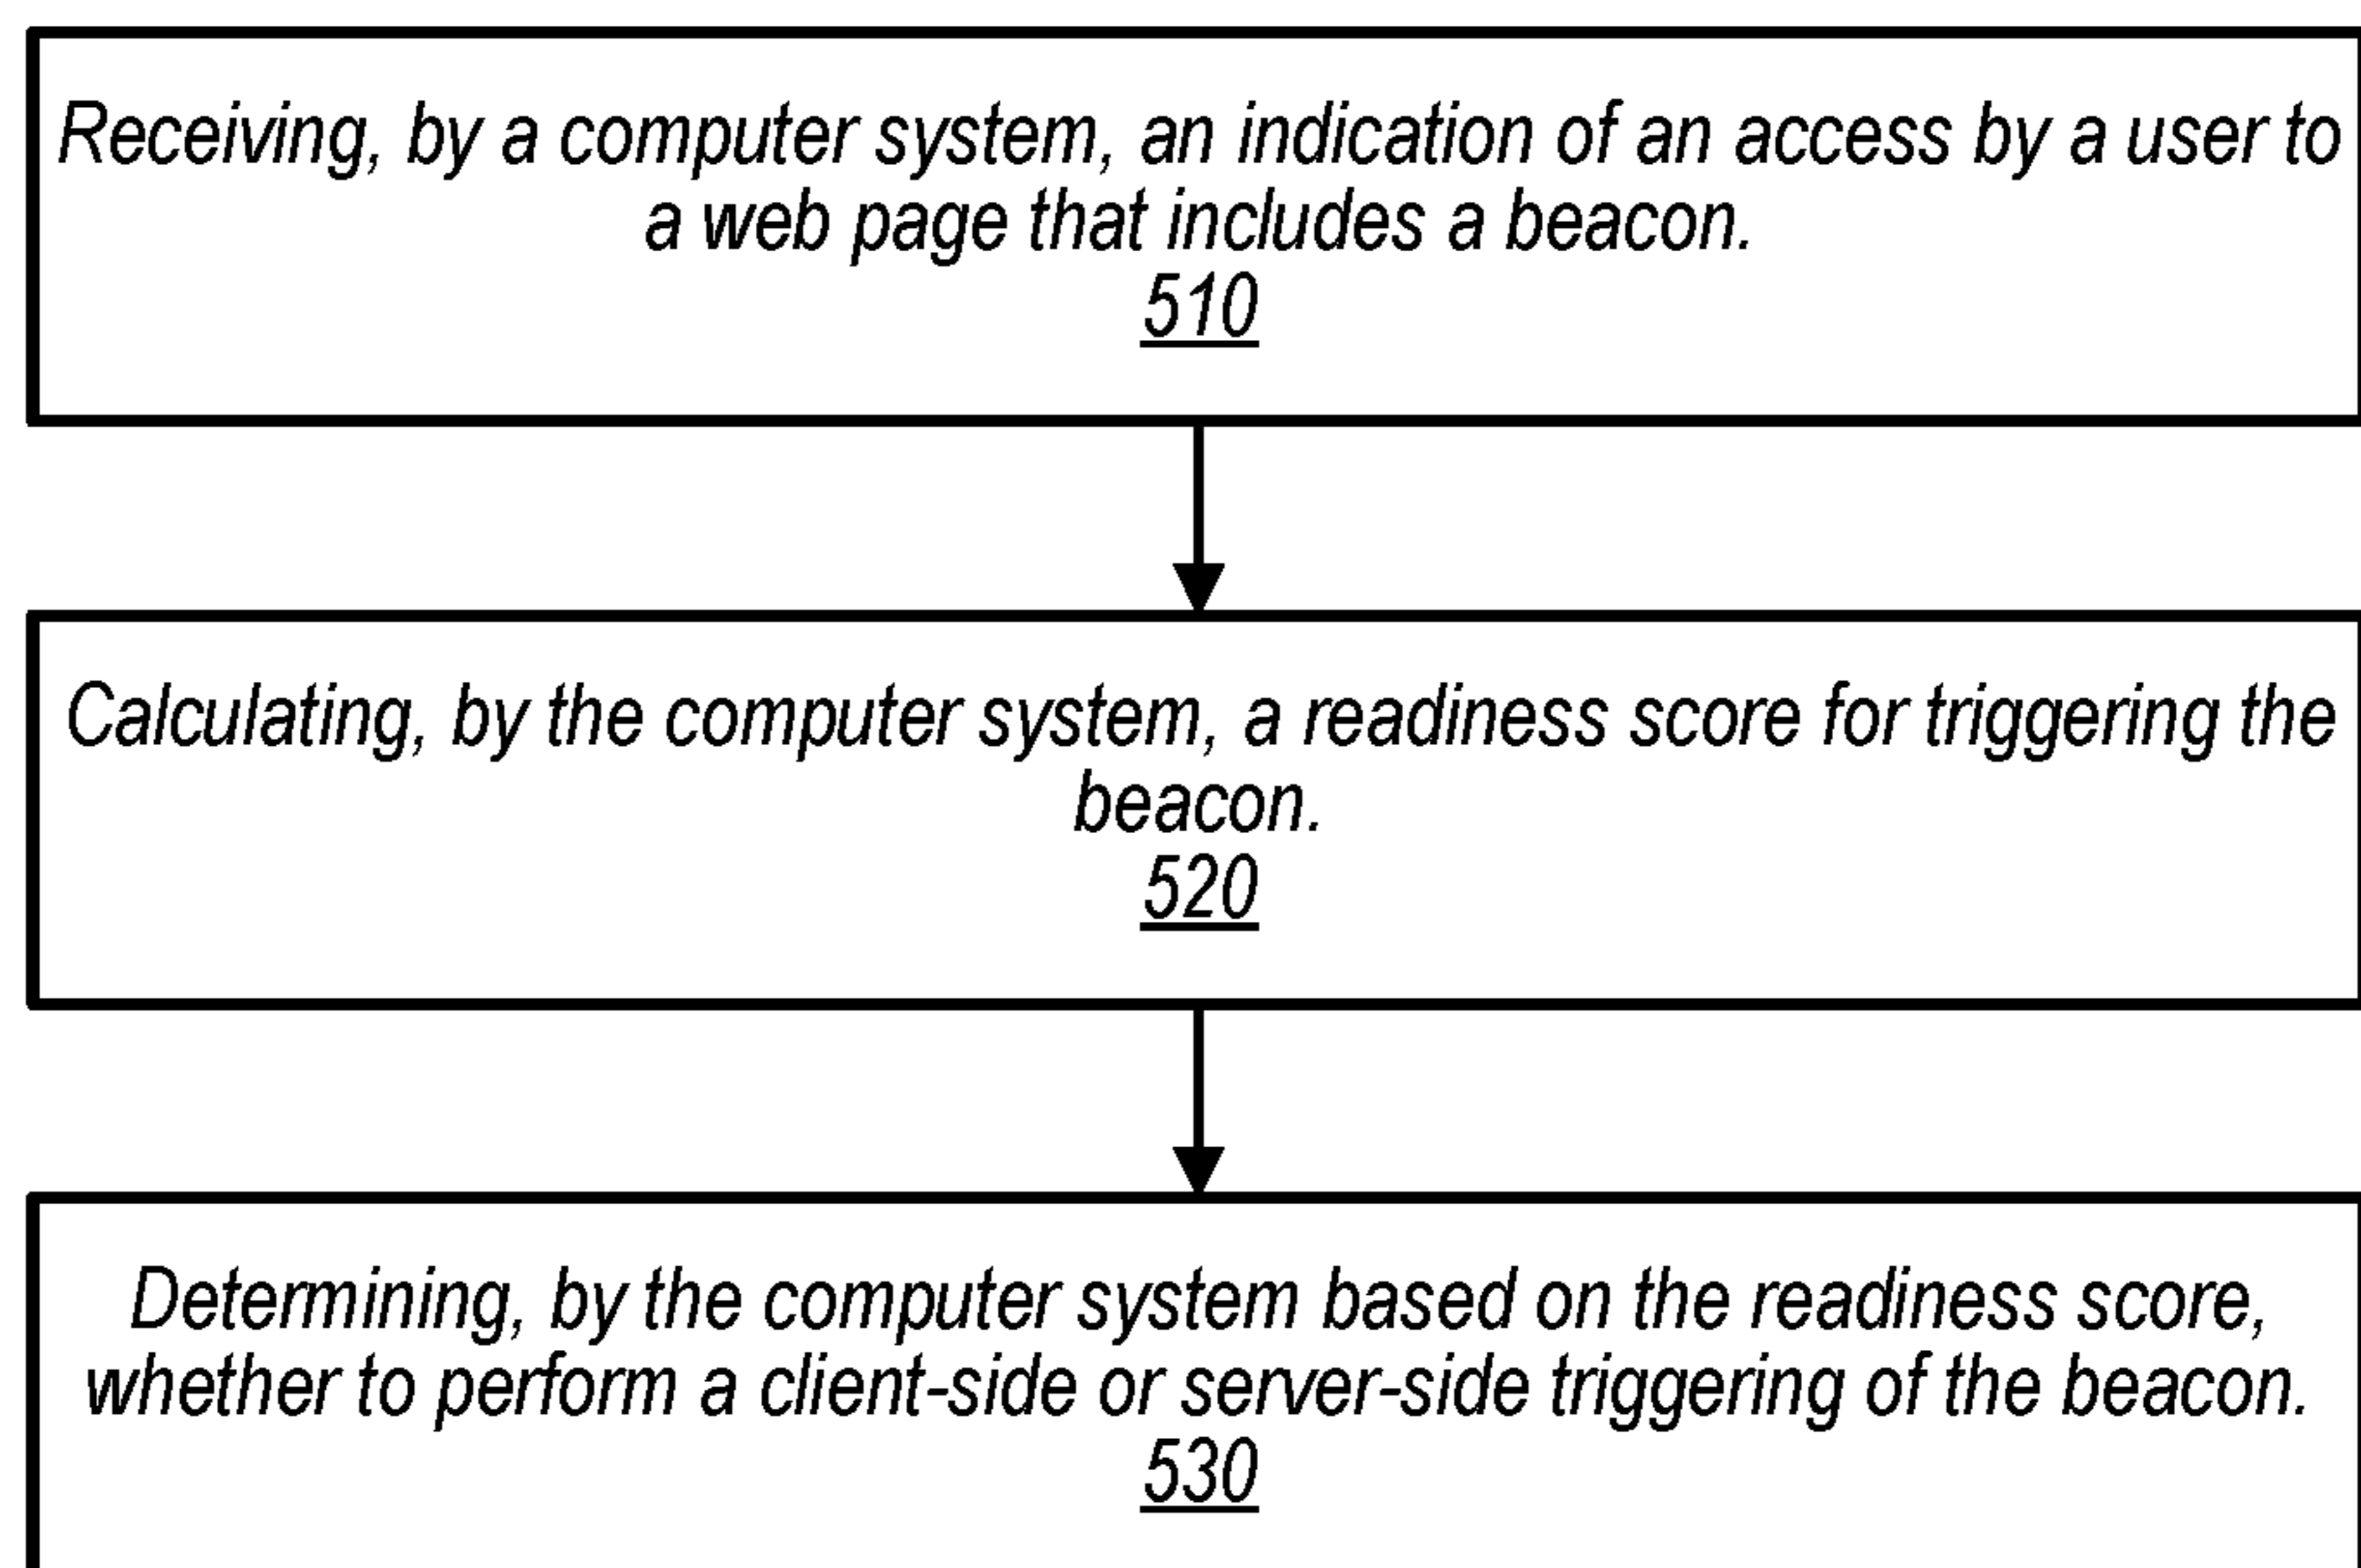 Receiving, by a computer system, an indication of an access by a user to
a web page that includes a beacon.
510
Calculating, by the computer system, a readiness score for triggering the
beacon.
520
Determining, by the computer system based on the readiness score,
whether to perform a client-side or server-side triggering of the beacon.
530